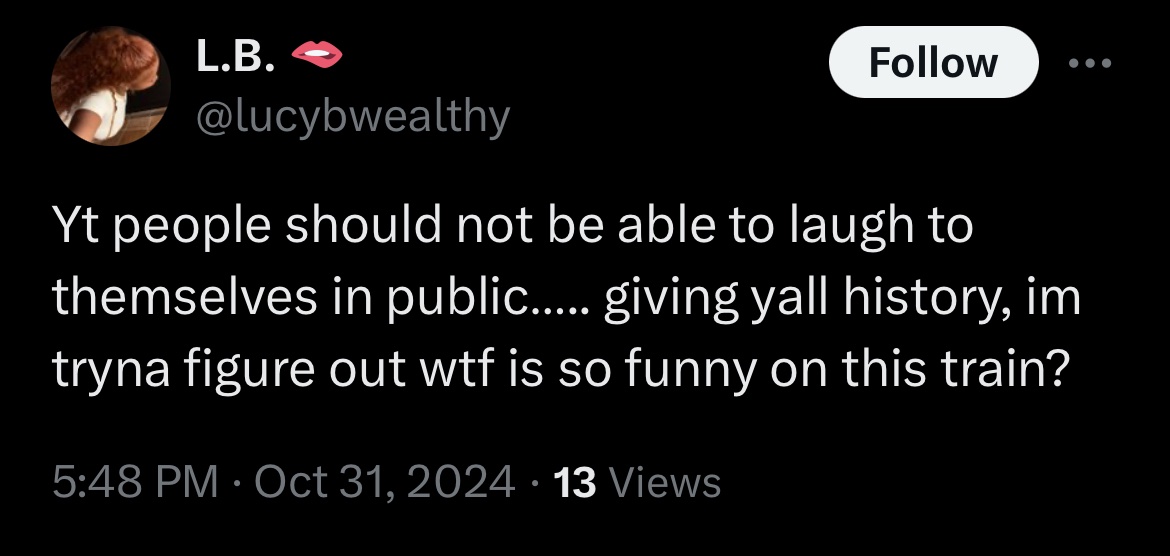 L.B. 🫦
Follow
@lucybwealthy
Yt people should not be able to laugh to
themselves in public..... giving yall history, im
tryna figure out wtf is so funny on this train?
5:48 PM · Oct 31, 2024 · 13 Views